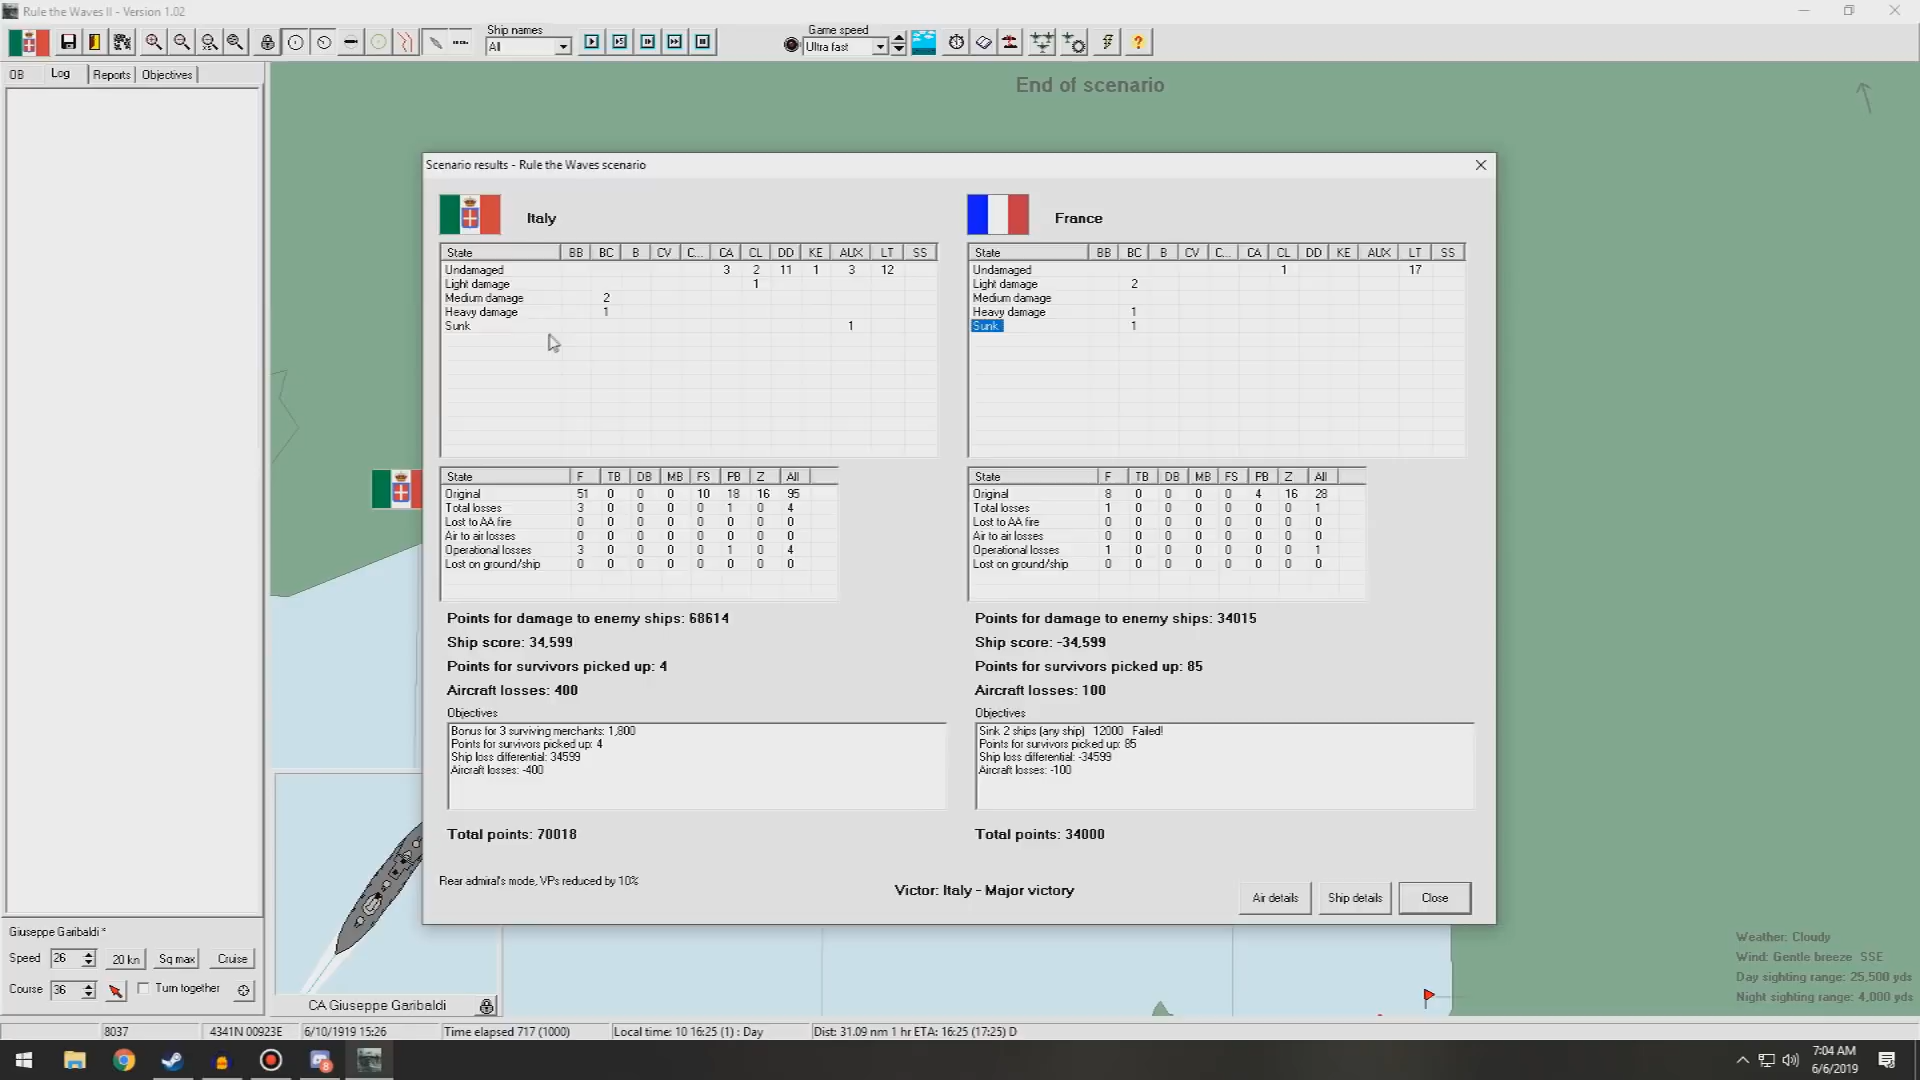 Rule the Waves II - Version 1.02
Ship names
All
Game speed
Ultra fast
OB Log Reports Objectives
End of scenario
Scenario results - Rule the Waves scenario
Italy
State BB BC B CV C... CA CL DD KE AUX LT SS
Undamaged 3 2 11 1 3 12
Light damage 1
Medium damage 2
Heavy damage 1
Sunk 1
State F TB DB MB FS PB Z All
Original 51 0 0 0 10 18 16 95
Total losses 3 0 0 0 0 1 0 4
Lost to AA fire 0 0 0 0 0 0 0 0
Air to air losses 0 0 0 0 0 0 0 0
Operational losses 3 0 0 0 0 1 0 4
Lost on ground/ship 0 0 0 0 0 0 0 0
Points for damage to enemy ships: 68614
Ship score: 34,599
Points for survivors picked up: 4
Aircraft losses: 400
Objectives
Bonus for 3 surviving merchants: 1,800
Points for survivors picked up: 4
Ship loss differential: 34599
Aircraft losses: -400
Total points: 70018
France
State BB BC B CV C... CA CL DD KE AUX LT SS
Undamaged 1 17
Light damage 2
Medium damage
Heavy damage 1
Sunk 1
State F TB DB MB FS PB Z All
Original 8 0 0 0 0 4 16 28
Total losses 1 0 0 0 0 0 0 1
Lost to AA fire 0 0 0 0 0 0 0 0
Air to air losses 0 0 0 0 0 0 0 0
Operational losses 1 0 0 0 0 0 0 1
Lost on ground/ship 0 0 0 0 0 0 0 0
Points for damage to enemy ships: 34015
Ship score: -34,599
Points for survivors picked up: 85
Aircraft losses: 100
Objectives
Sink 2 ships (any ship) 12000 Failed!
Points for survivors picked up: 85
Ship loss differential: -34599
Aircraft losses: -100
Total points: 34000
Rear admiral's mode, VPs reduced by 10%
Victor: Italy - Major victory
Air details Ship details Close
Giuseppe Garibaldi *
Speed 26 20 kn Sq max Cruise
Course 36 Turn together
CA Giuseppe Garibaldi
Weather: Cloudy
Wind: Gentle breeze SSE
Day sighting range: 25,500 yds
Night sighting range: 4,000 yds
8037 4341N 00923E 6/10/1919 15:26 Time elapsed 717 (1000) Local time: 10 16:25 (1) : Day Dist: 31.09 nm 1 hr ETA: 16:25 (17:25) D
8
7:04 AM
6/6/2019